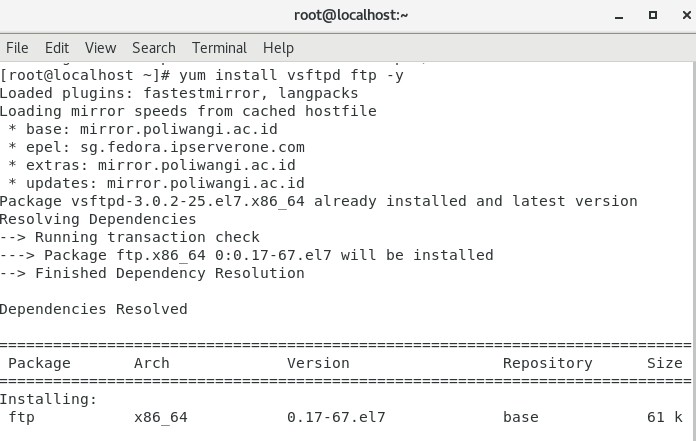 root@localhost:~
File Edit View Search Terminal Help
[root@localhost ~]# yum install vsftpd ftp -y
Loaded plugins: fastestmirror, langpacks
Loading mirror speeds from cached hostfile
 * base: mirror.poliwangi.ac.id
 * epel: sg.fedora.ipserverone.com
 * extras: mirror.poliwangi.ac.id
 * updates: mirror.poliwangi.ac.id
Package vsftpd-3.0.2-25.el7.x86_64 already installed and latest version
Resolving Dependencies
--> Running transaction check
---> Package ftp.x86_64 0:0.17-67.el7 will be installed
--> Finished Dependency Resolution
Dependencies Resolved
=============================================================================
 Package       Arch           Version                 Repository      Size
=============================================================================
Installing:
 ftp           x86_64           0.17-67.el7             base            61 k